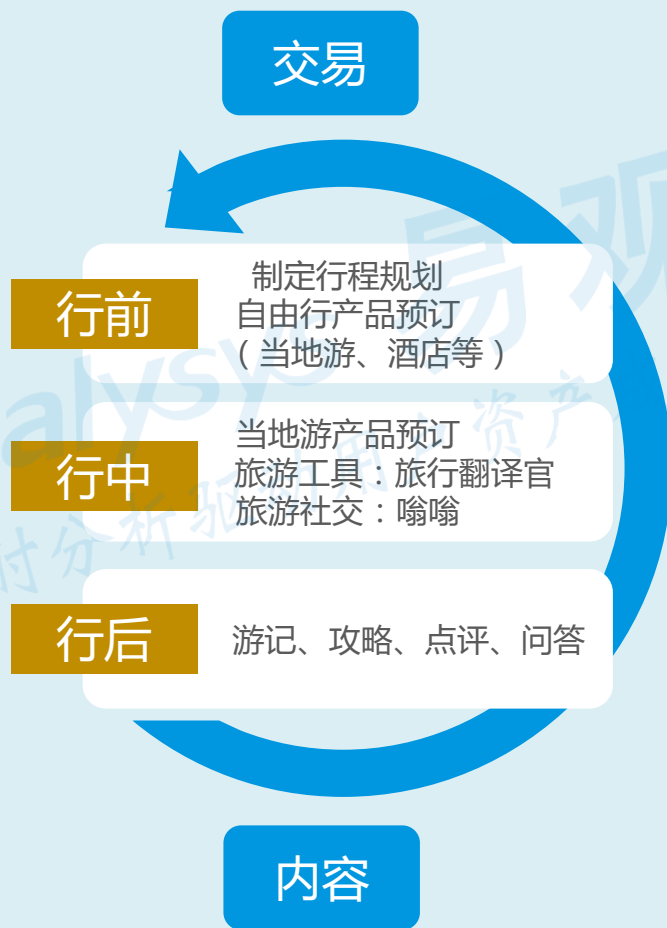 交易
行前
制定行程规划
自由行产品预订
（当地游、酒店等）
行中
当地游产品预订
旅游工具：旅行翻译官
旅游社交：嗡嗡
行后
游记、攻略、点评、问答
内容